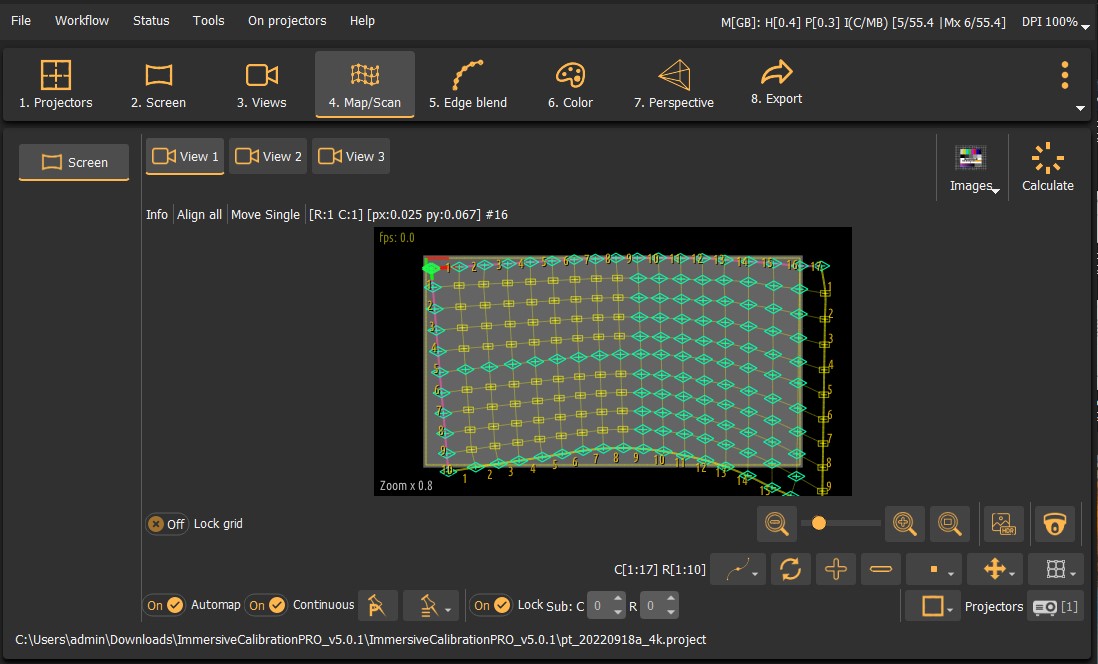 File Workflow Status Tools On projectors Help M[GB]: H[0.4] P[0.3] I(C/MB) [5/55.4 |Mx 6/55.4] DPI 100%
1. Projectors 2. Screen 3. Views 4. Map/Scan 5. Edge blend 6. Color 7. Perspective 8. Export
Screen View 1 View 2 View 3 Images Calculate
Info Align all Move Single [R:1 C:1] [px:0.025 py:0.067] #16
fps: 0.0
1 2 3 4 5 6 7 8 9 10 11 12 13 14 15 16 17
1 1
2 2
3 3
4 4
5 5
6 6
7 7
8 8
9 9
10 1 2 3 4 5 6 7 8 9 10 11 12 13 14 15
Zoom x 0.8
Off Lock grid HDR
C[1:17] R[1:10]
On Automap On Continuous On Lock Sub: C 0 R 0 Projectors [1]
C:\Users\admin\Downloads\ImmersiveCalibrationPRO_v5.0.1\ImmersiveCalibrationPRO_v5.0.1\pt_20220918a_4k.project